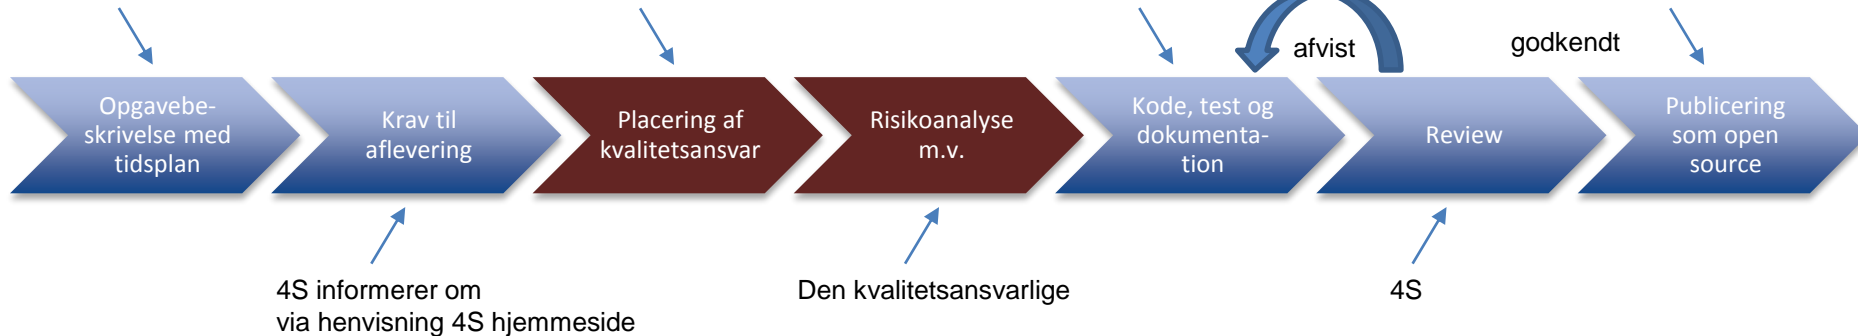 afvist
godkendt
Opgavebe-
skrivelse med
tidsplan
Krav til
aflevering
Placering af
kvalitetsansvar
Risikoanalyse
m.v.
Kode, test og
dokumenta-
tion
Review
Publicering
som open
source
4S informerer om
via henvisning 4S hjemmeside
Den kvalitetsansvarlige
4S